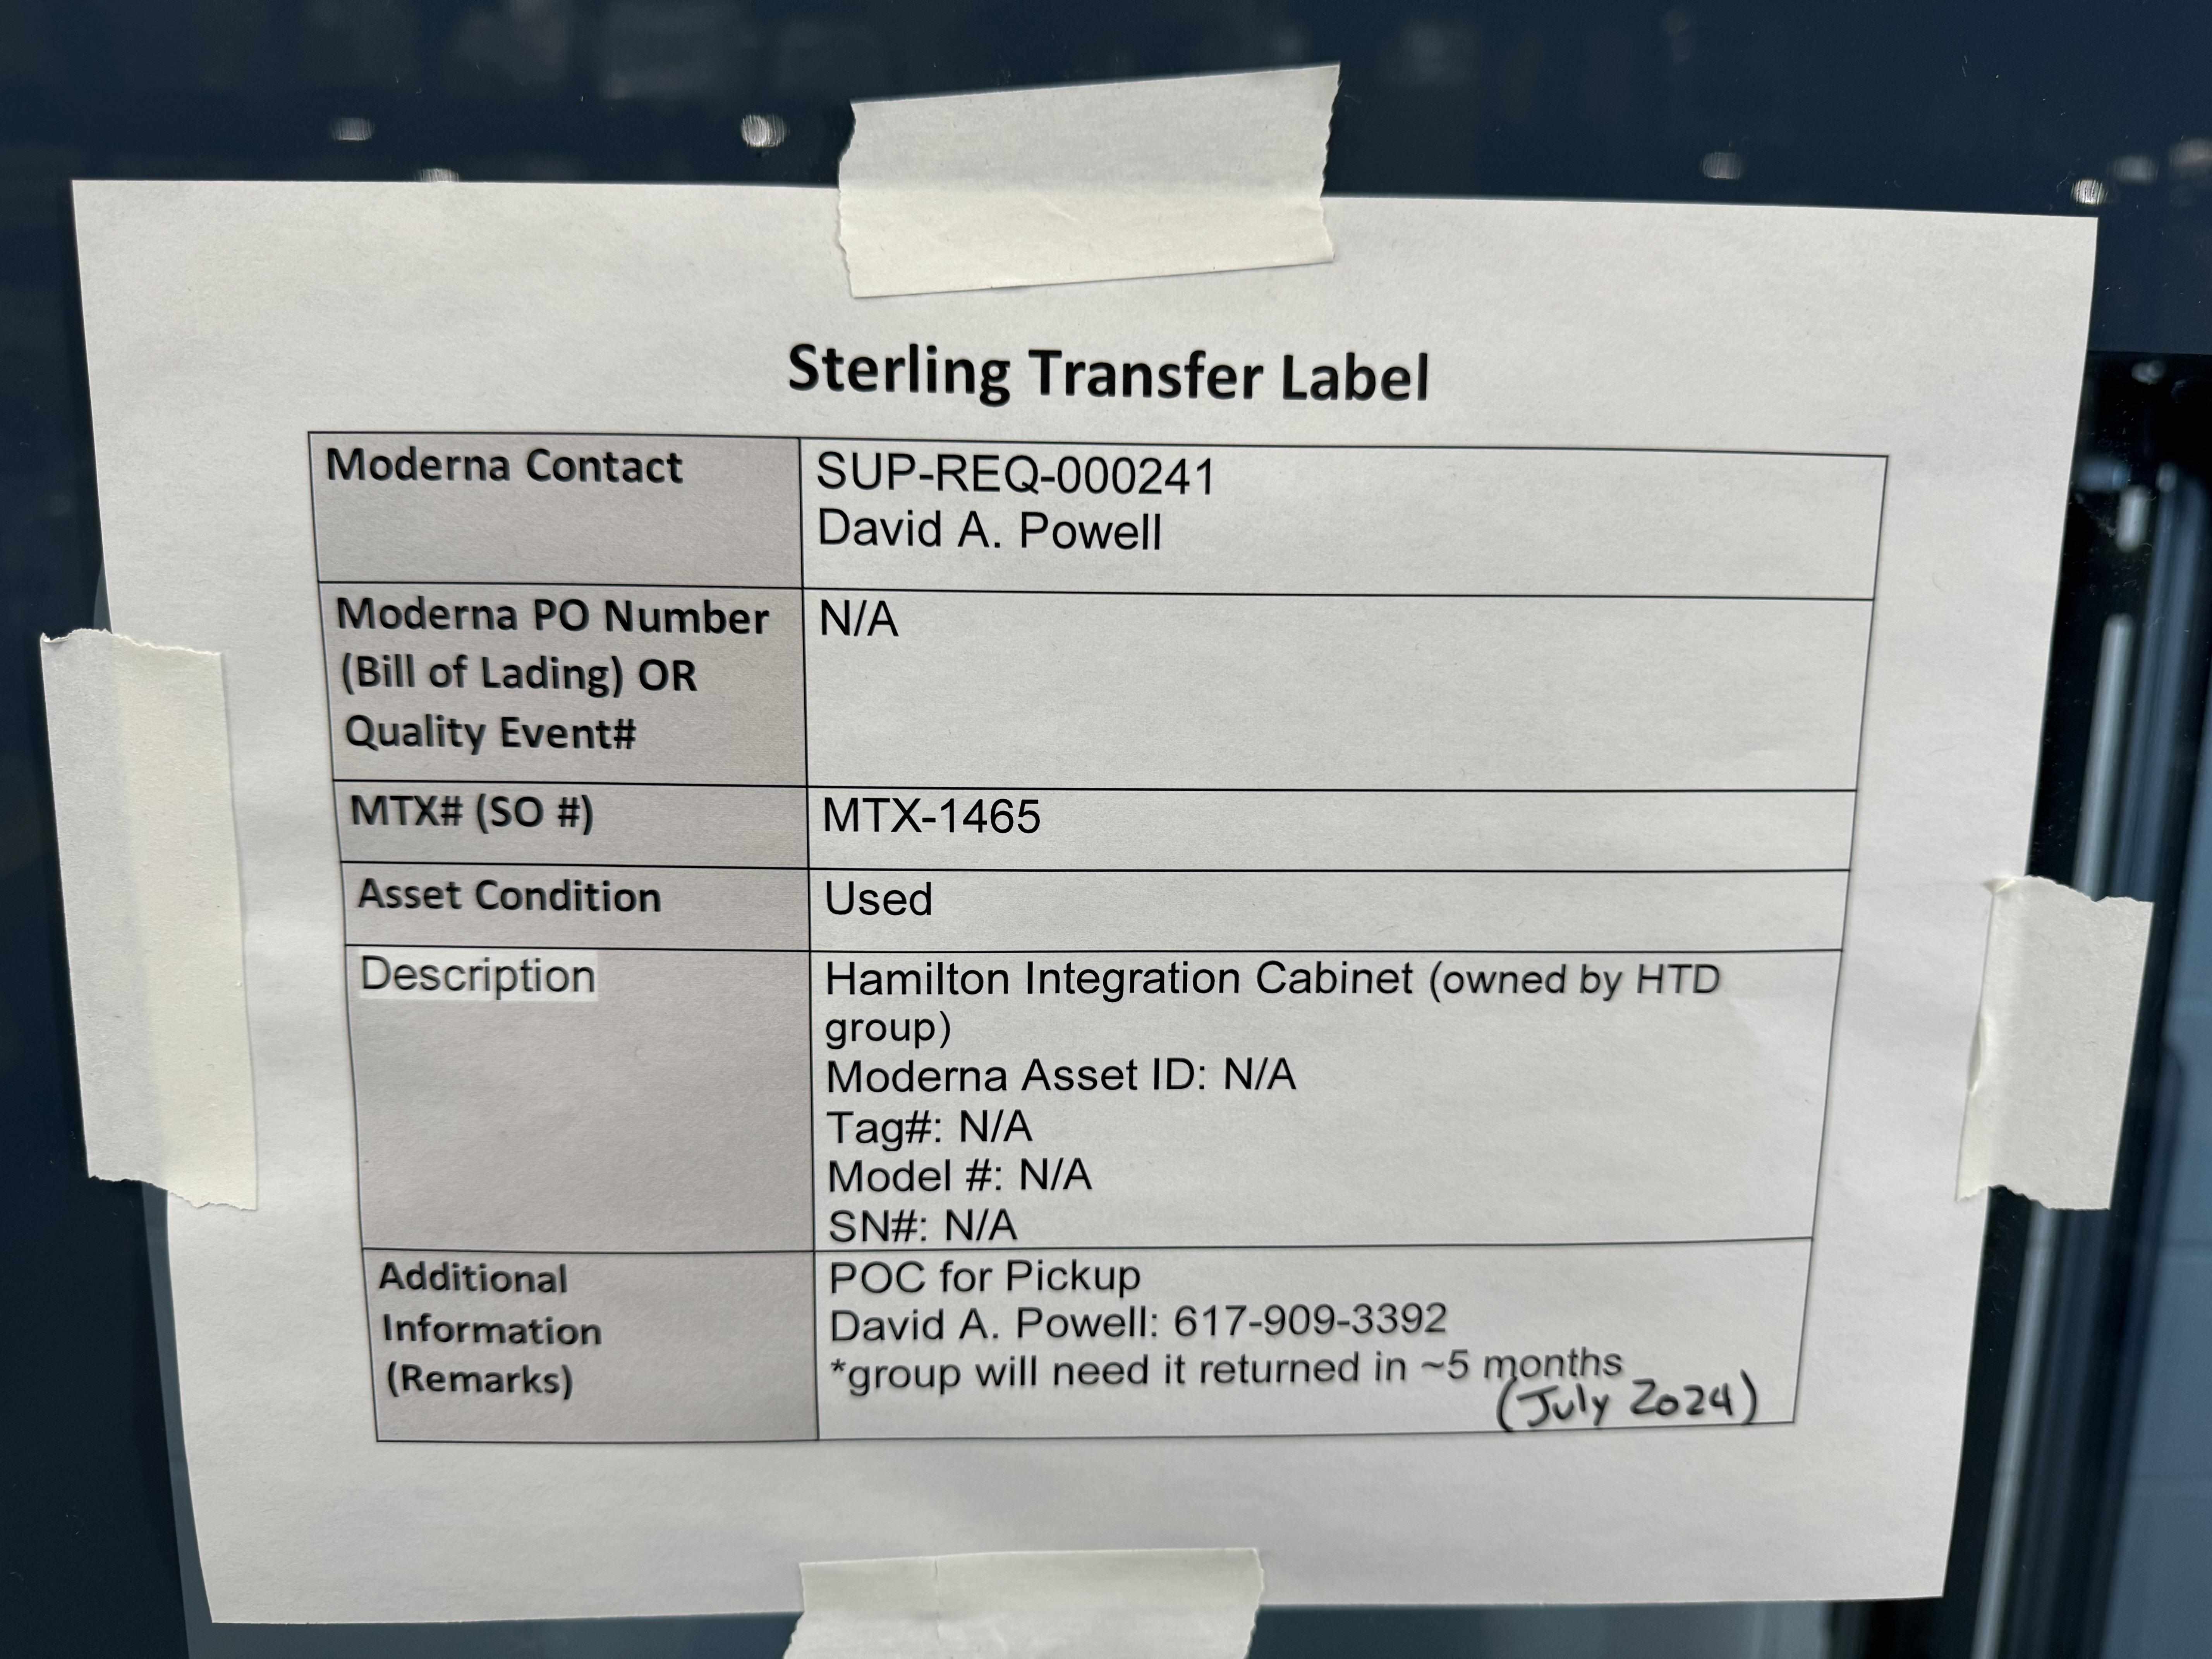 Sterling Transfer Label
Moderna Contact
SUP-REQ-000241
David A. Powell
Moderna PO Number
(Bill of Lading) OR
Quality Event#
N/A
MTX# (SO #)
MTX-1465
Asset Condition
Used
Description
Hamilton Integration Cabinet (owned by HTD
group)
Moderna Asset ID: N/A
Tag#: N/A
Model #: N/A
SN#: N/A
Additional
Information
(Remarks)
POC for Pickup
David A. Powell: 617-909-3392
*group will need it returned in ~5 months
(July 2024)